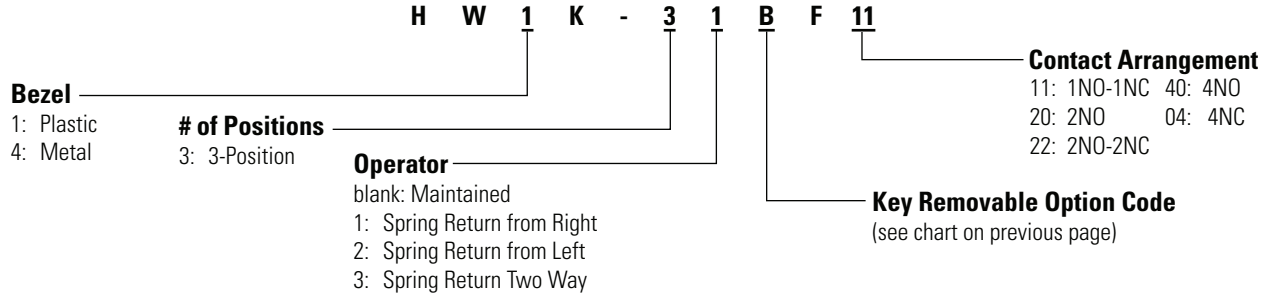 H W 1 K - 3 1 B F 11
Bezel
1: Plastic
4: Metal
# of Positions
3: 3-Position
Operator
blank: Maintained
1: Spring Return from Right
2: Spring Return from Left
3: Spring Return Two Way
Contact Arrangement
11: 1NO-1NC 40: 4NO
20: 2NO 04: 4NC
22: 2NO-2NC
Key Removable Option Code
(see chart on previous page)